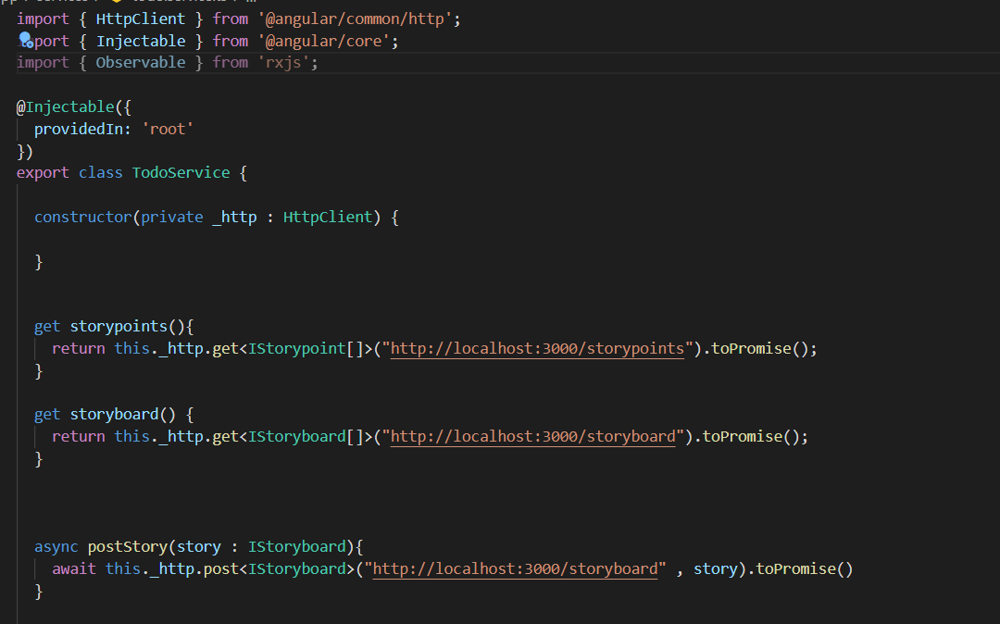 import { HttpClient } from '@angular/common/http';
import { Injectable } from '@angular/core';
import { Observable } from 'rxjs';
@Injectable({
providedIn: 'root'
})
export class TodoService {
constructor(private _http : HttpClient) {
}
get storypoints(){
return this._http.get<IStorypoint[]>("http://localhost:3000/storypoints").toPromise();
}
get storyboard() {
return this._http.get<IStoryboard[]>("http://localhost:3000/storyboard").toPromise();
}
async postStory(story : IStoryboard){
await this._http.post<IStoryboard>("http://localhost:3000/storyboard" , story).toPromise()
}